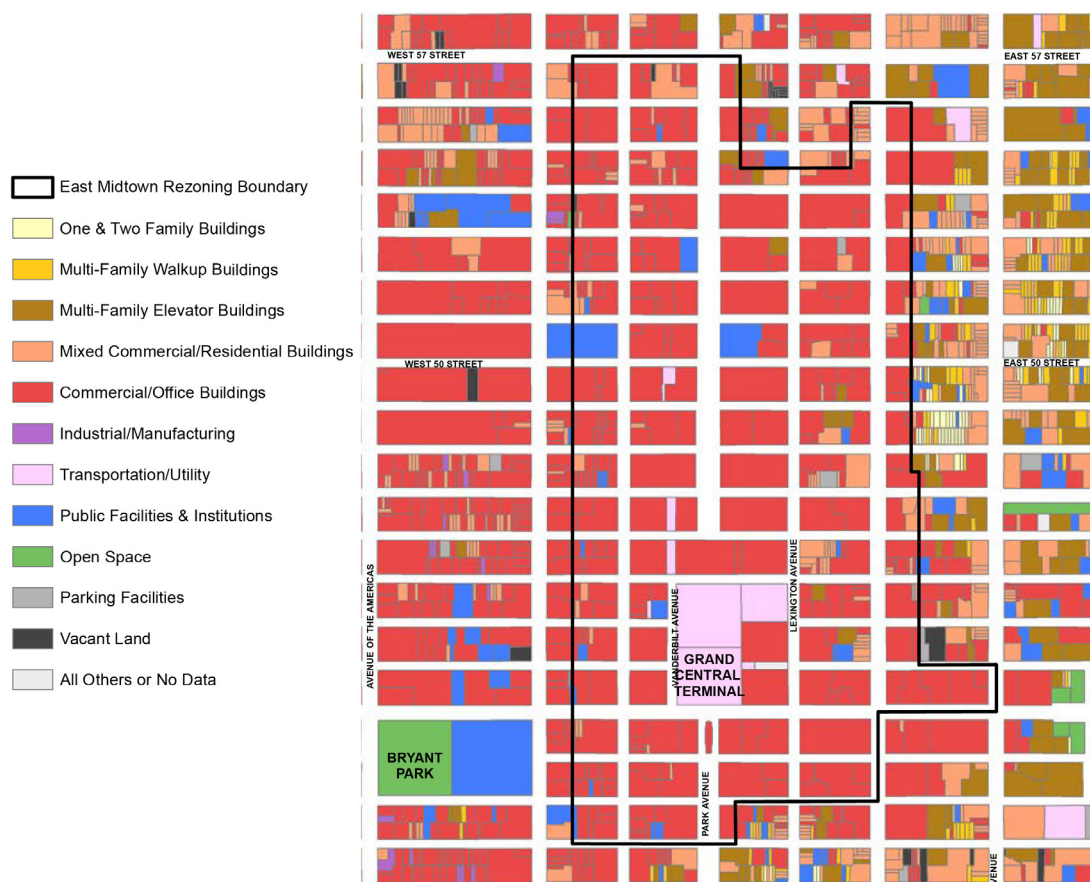 WEST 57 STREET
EAST 57 STREET
East Midtown Rezoning Boundary
One & Two Family Buildings
Multi-Family Walkup Buildings
Multi-Family Elevator Buildings
Mixed Commercial/Residential Buildings
Commercial/Office Buildings
Industrial/Manufacturing
Transportation/Utility
Public Facilities & Institutions
Open Space
Parking Facilities
Vacant Land
All Others or No Data
WEST 50 STREET
EAST 50 STREET
AVENUE OF THE AMERICAS
VANDERBILT AVENUE
LEXINGTON AVENUE
GRAND
CENTRAL
TERMINAL
BRYANT
PARK
PARK AVENUE
AVENUE